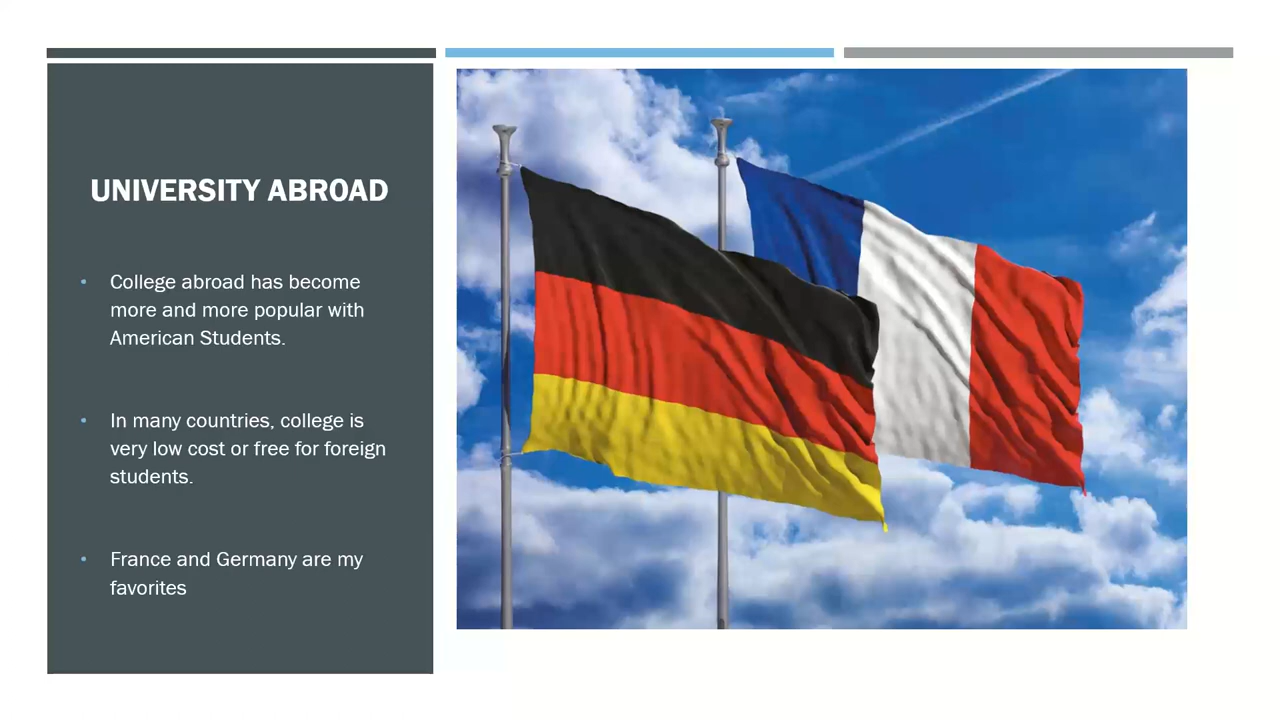 UNIVERSITY ABROAD
• College abroad has become
more and more popular with
American Students.
• In many countries, college is
very low cost or free for foreign
students.
• France and Germany are my
favorites